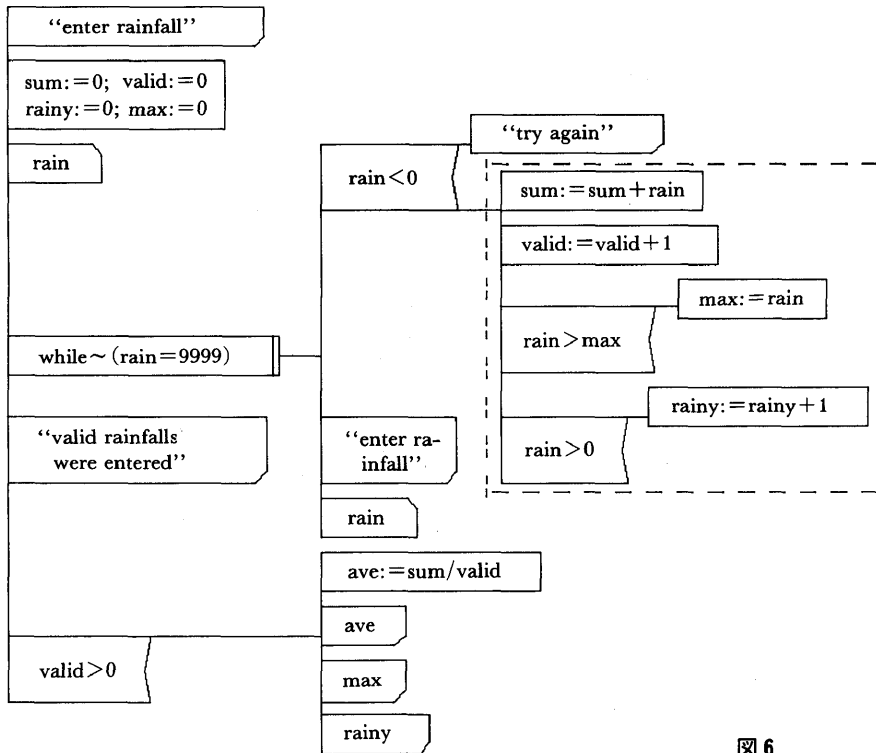 “enter rainfall”
sum:=0; valid:=0
rainy:=0; max:=0
rain
while~(rain=9999)
rain<0
“try again”
sum:=sum+rain
valid:=valid+1
rain>max
max:=rain
rain>0
rainy:=rainy+1
“enter ra-
infall”
rain
“valid rainfalls
were entered”
valid>0
ave:=sum/valid
ave
max
rainy
図 6